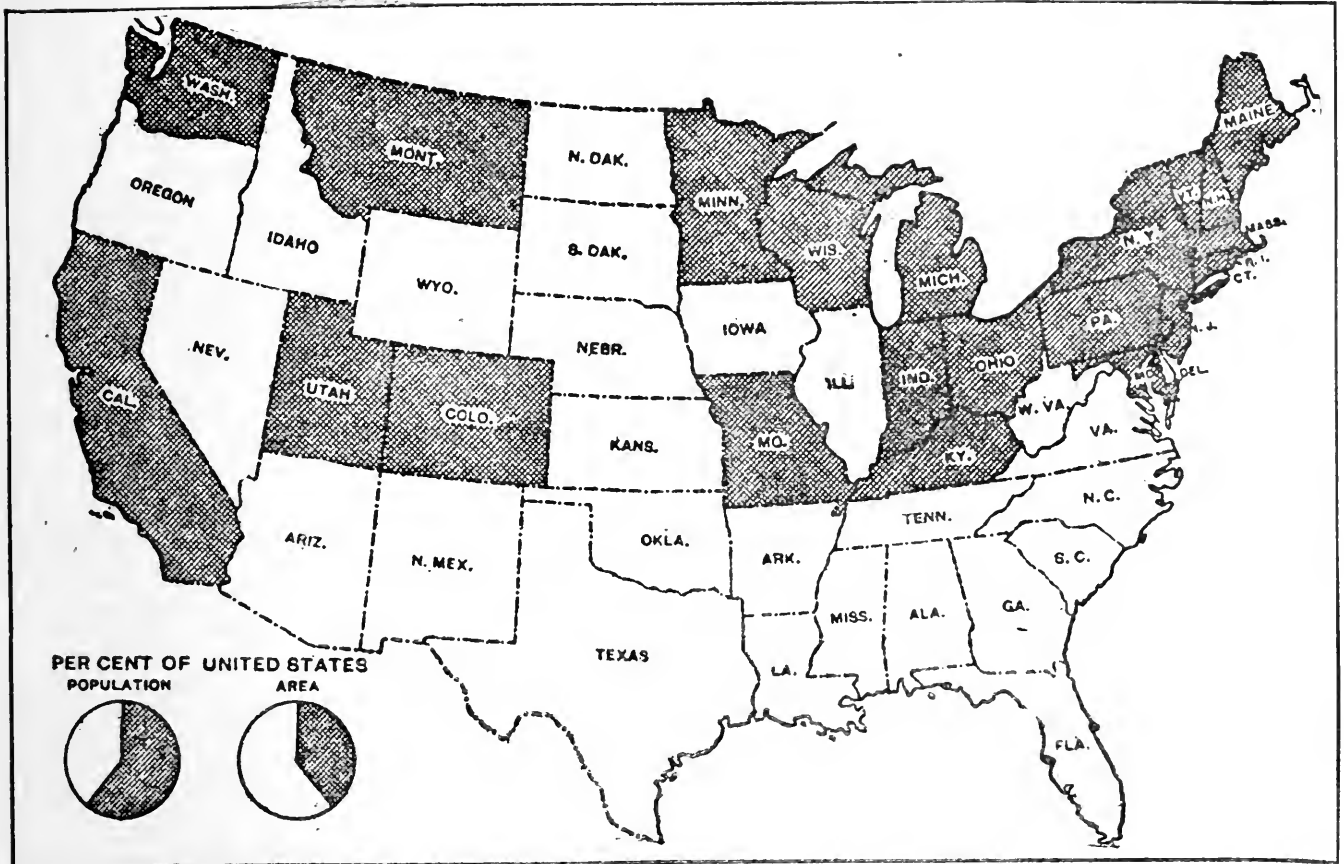 WASH.
MONT.
N. DAK.
MINN.
MAINE
VT.
N.H.
OREGON
IDAHO
S. DAK.
WIS.
N.Y.
MASS.
R. I.
CT.
WYO.
MICH.
IOWA
PA.
N. J.
NEV.
NEBR.
ILL
IND.
OHIO
DEL.
MD.
CAL.
UTAH
COLO.
W. VA.
VA.
KANS.
MO.
KY.
N. C.
ARIZ.
N. MEX.
OKLA.
ARK.
TENN.
S. C.
MISS.
ALA.
GA.
TEXAS
LA.
FLA.
PER CENT OF UNITED STATES
POPULATION AREA